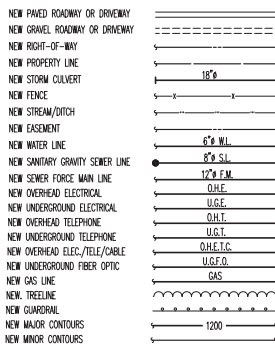 NEW PAVED ROADWAY OR DRIVEWAY
NEW GRAVEL ROADWAY OR DRIVEWAY
NEW RIGHT-OF-WAY
NEW PROPERTY LINE
NEW STORM CULVERT 18"ø
NEW FENCE x x
NEW STREAM/DITCH
NEW EASEMENT
NEW WATER LINE 6"ø W.L.
NEW SANITARY GRAVITY SEWER LINE 8"ø S.L.
NEW SEWER FORCE MAIN LINE 12"ø F.M.
NEW OVERHEAD ELECTRICAL O.H.E.
NEW UNDERGROUND ELECTRICAL U.G.E.
NEW OVERHEAD TELEPHONE O.H.T.
NEW UNDERGROUND TELEPHONE U.G.T.
NEW OVERHEAD ELEC./TELE/CABLE O.H.E.T.C.
NEW UNDERGROUND FIBER OPTIC U.G.F.O.
NEW GAS LINE GAS
NEW. TREELINE
NEW GUARDRAIL
NEW MAJOR CONTOURS 1200
NEW MINOR CONTOURS